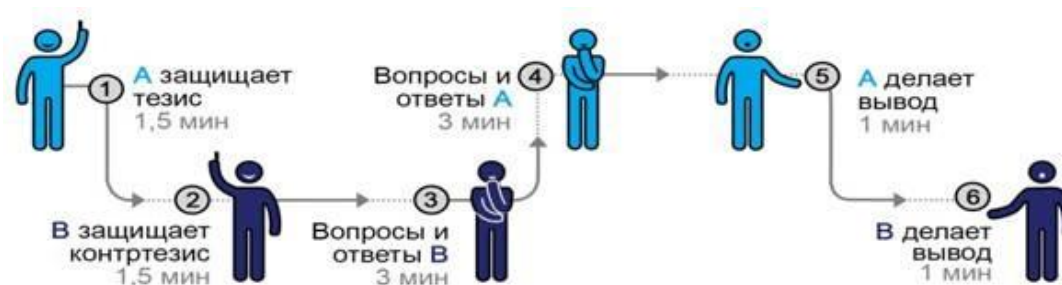 1
А защищает
тезис
1,5 мин
2
В защищает
контртезис
1,5 мин
3
Вопросы и
ответы В
3 мин
4
Вопросы и
ответы А
3 мин
5
А делает
вывод
1 мин
6
В делает
вывод
1 мин